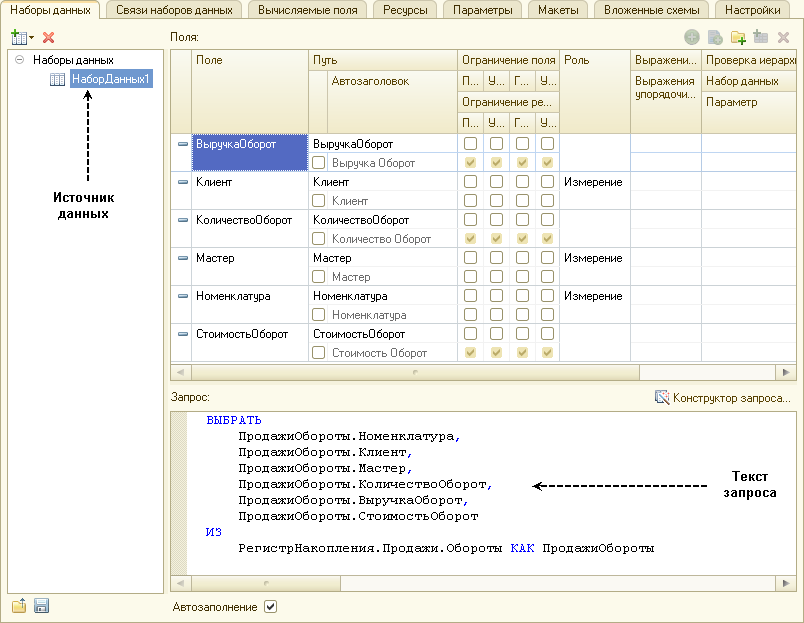 Наборы данных Связи наборов данных Вычисляемые поля Ресурсы Параметры Макеты Вложенные схемы Настройки
Поля:
Наборы данных
НаборДанных1
Источник
данных
Поле Путь Ограничение поля Роль Выражени... Проверка иерархи
Автозаголовок П... У... Г... У... Выражения упорядочи... Набор данных
Ограничение ре... Параметр
П... У... Г... У...
ВыручкаОборот ВыручкаОборот
Выручка Оборот
Клиент Клиент Измерение
Клиент
КоличествоОборот КоличествоОборот
Количество Оборот
Мастер Мастер Измерение
Мастер
Номенклатура Номенклатура Измерение
Номенклатура
СтоимостьОборот СтоимостьОборот
Стоимость Оборот
Запрос: Конструктор запроса...
ВЫБРАТЬ
ПродажиОбороты.Номенклатура,
ПродажиОбороты.Клиент,
ПродажиОбороты.Мастер,
ПродажиОбороты.КоличествоОборот,
ПродажиОбороты.ВыручкаОборот,
ПродажиОбороты.СтоимостьОборот
ИЗ
РегистрНакопления.Продажи.Обороты КАК ПродажиОбороты
Текст
запроса
Автозаполнение